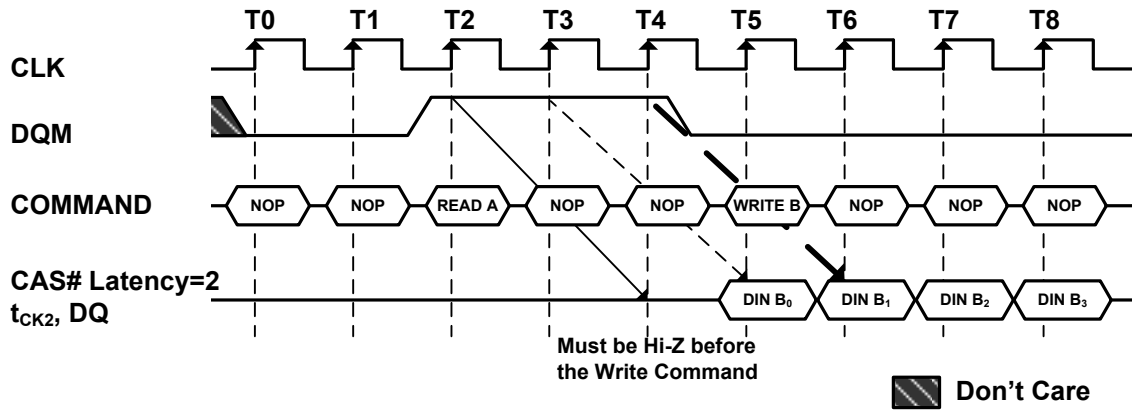 T0 T1 T2 T3 T4 T5 T6 T7 T8
CLK
DQM
COMMAND NOP NOP READ A NOP NOP WRITE B NOP NOP NOP
CAS# Latency=2
tCK2, DQ DIN B0 DIN B1 DIN B2 DIN B3
Must be Hi-Z before
the Write Command
Don't Care